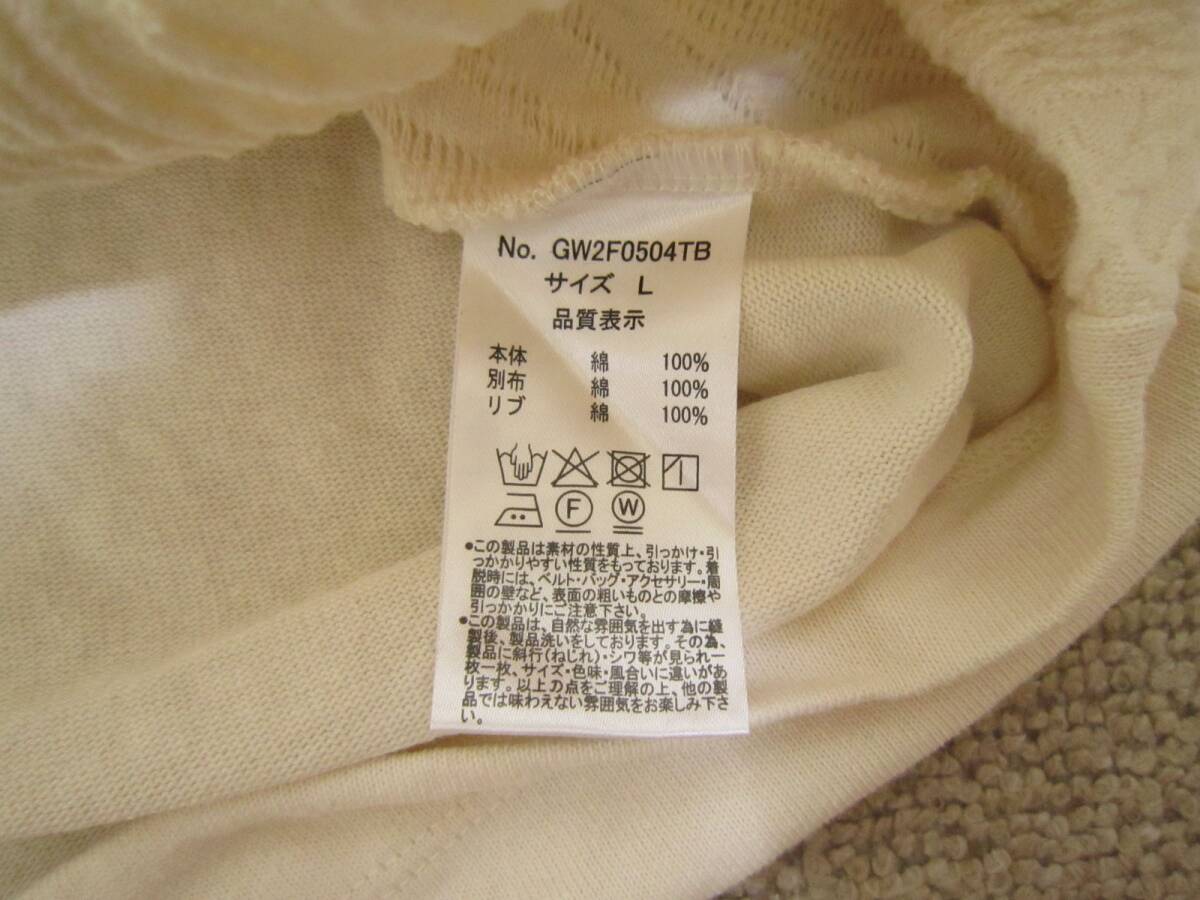 No. GW2F0504TB
サイズ L
品質表示
本体 綿 100%
別布 綿 100%
リブ 綿 100%
F W
●この製品は素材の性質上、引っかけ・引
っかかりやすい性質をもっております。着
脱時には、ベルト・バッグ・アクセサリー・周
囲の壁など、表面の粗いものとの摩擦や
引っかかりにご注意下さい。
●この製品は、自然な雰囲気を出す為に縫
製後、製品洗いをしております。その為、
製品に斜行(ねじれ)・シワ等が見られ一
枚一枚、サイズ・色味・風合いに違いがあ
ります。以上の点をご理解の上、他の製
品では味わえない雰囲気をお楽しみ下さ
い。